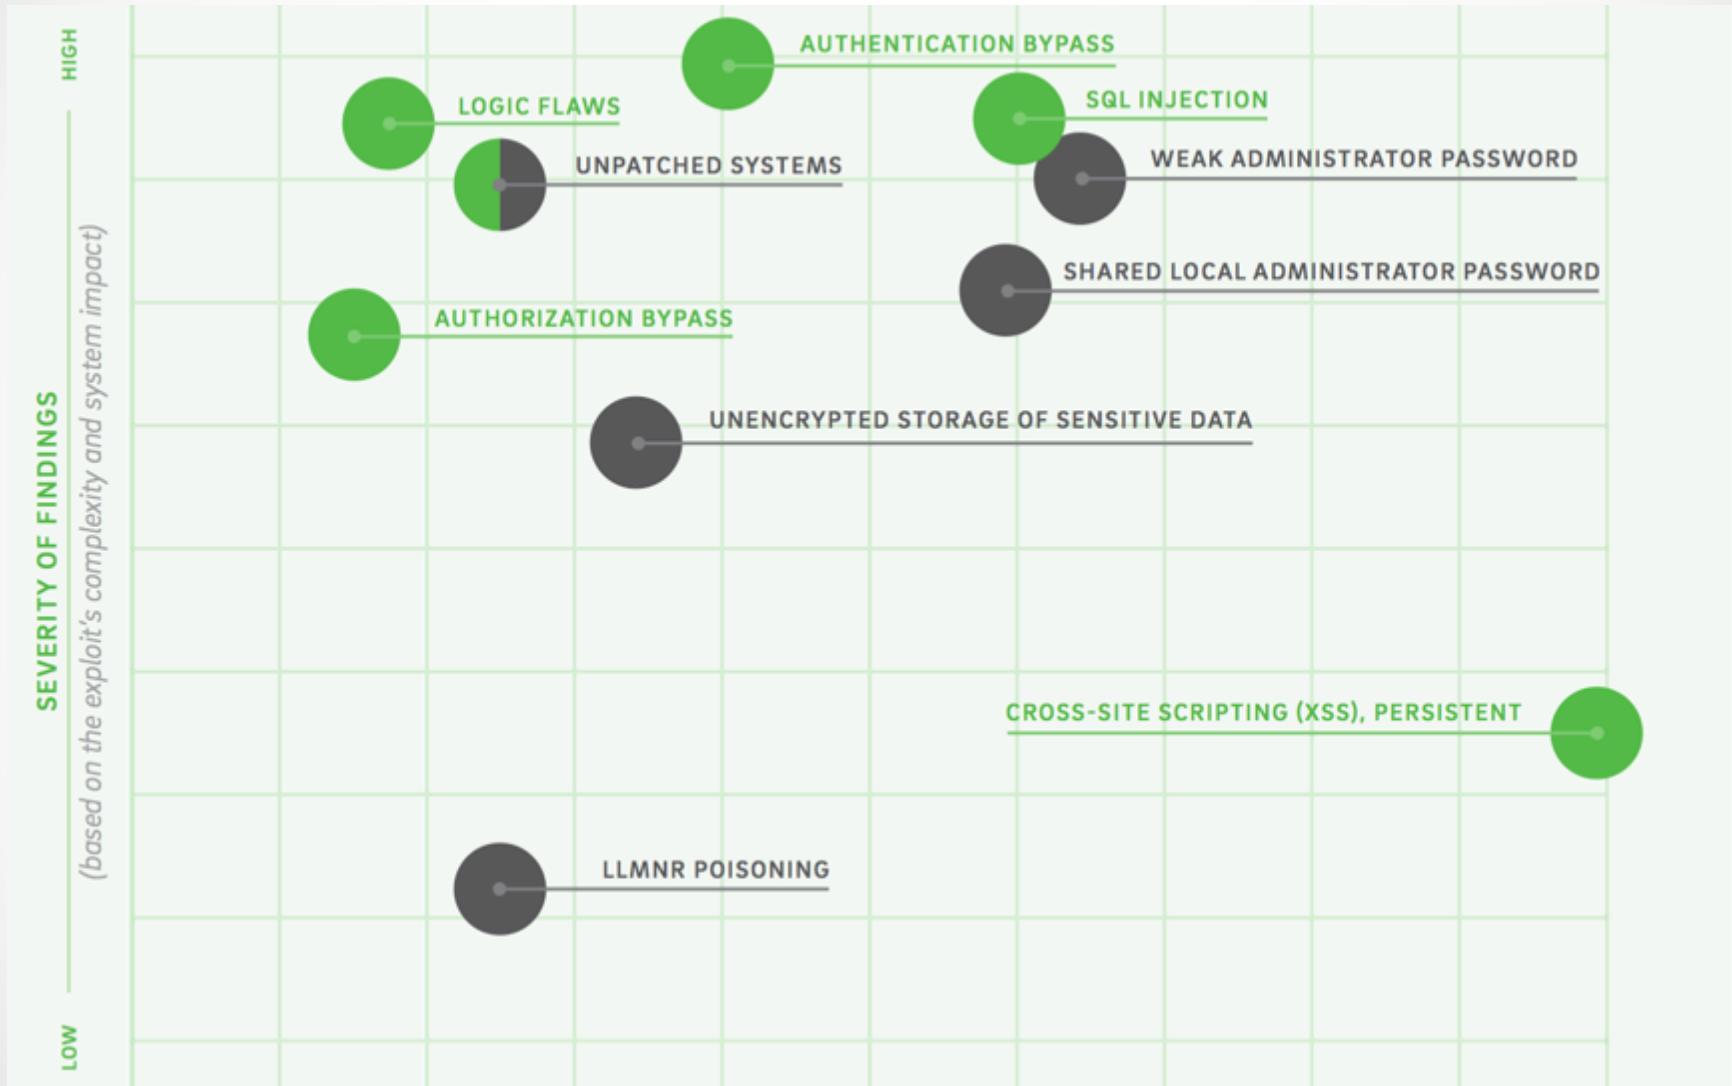 HIGH
AUTHENTICATION BYPASS
SQL INJECTION
LOGIC FLAWS
WEAK ADMINISTRATOR PASSWORD
UNPATCHED SYSTEMS
SHARED LOCAL ADMINISTRATOR PASSWORD
AUTHORIZATION BYPASS
UNENCRYPTED STORAGE OF SENSITIVE DATA
SEVERITY OF FINDINGS
(based on the exploit's complexity and system impact)
CROSS-SITE SCRIPTING (XSS), PERSISTENT
LLMNR POISONING
LOW